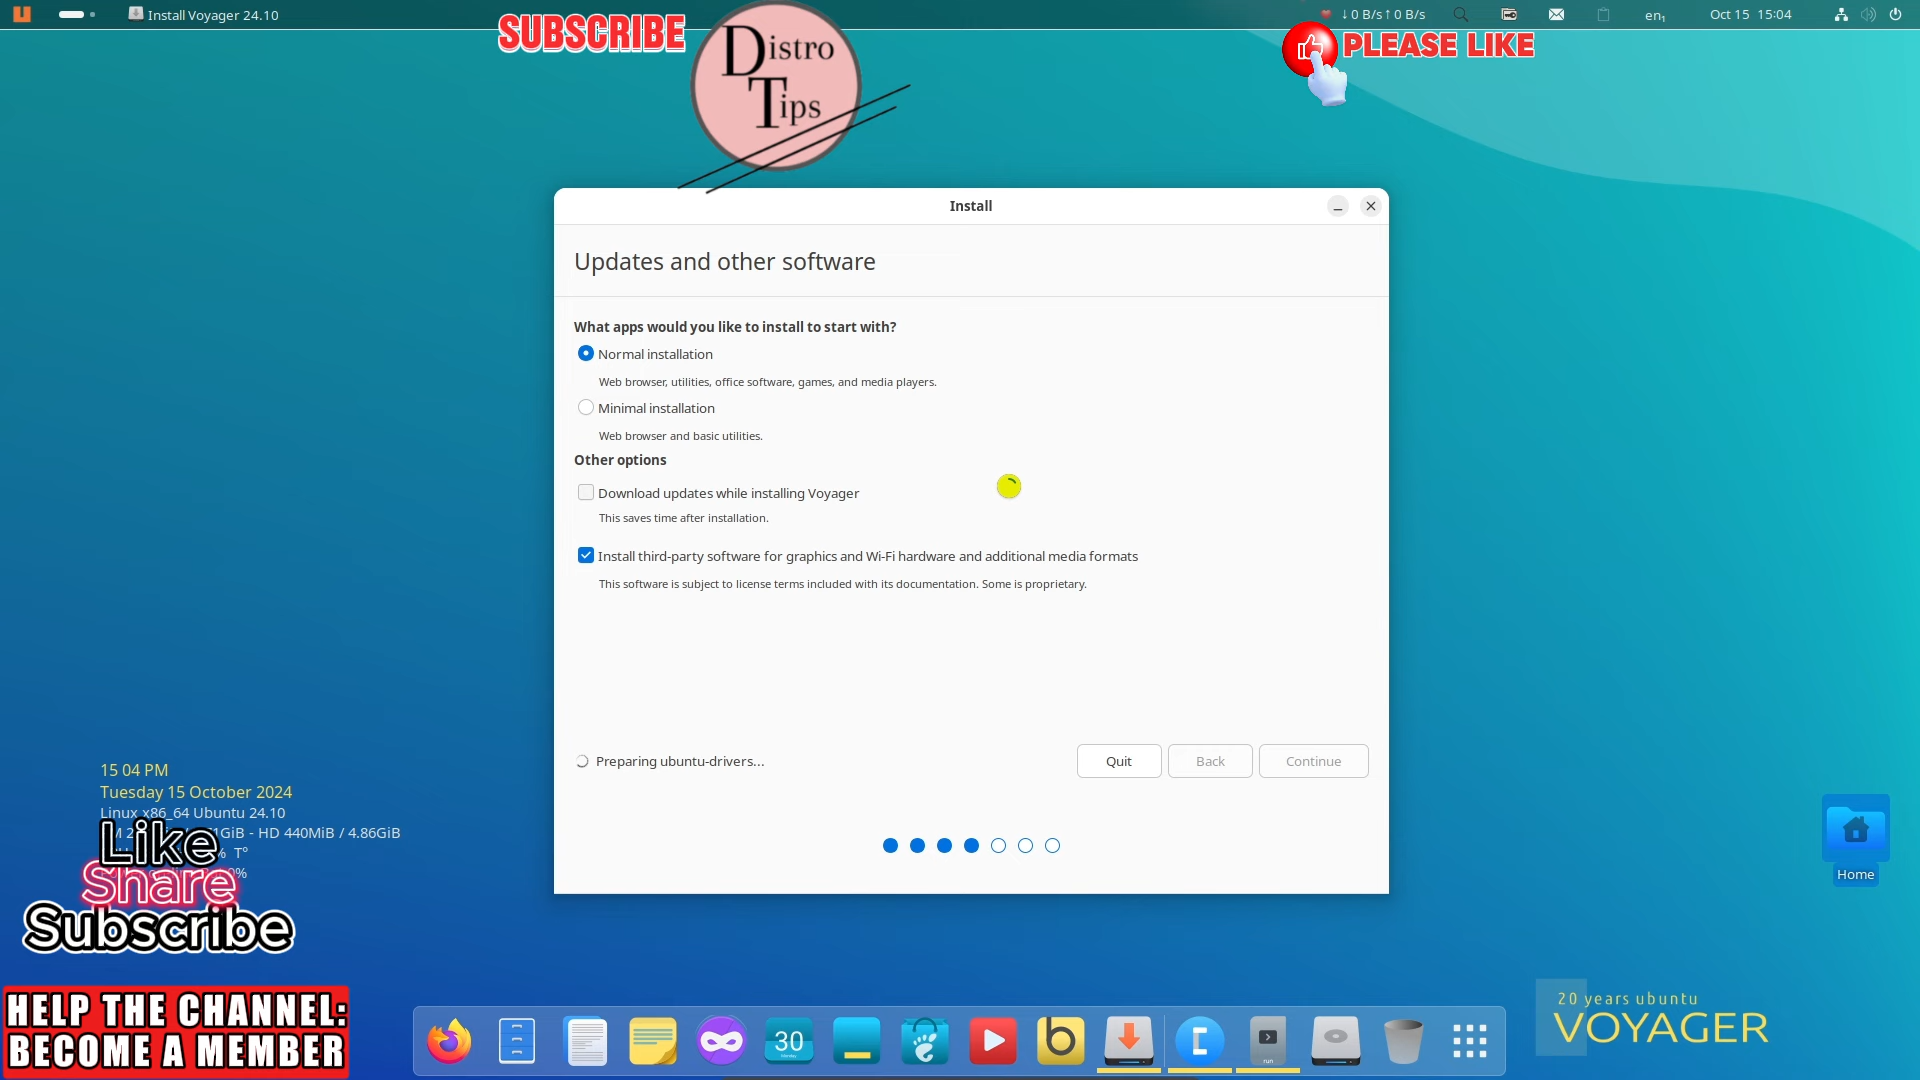 Install Voyager 24.10
↓ 0 B/s ↑ 0 B/s
en₁
Oct 15 15:04
SUBSCRIBE
Distro
Tips
PLEASE LIKE
Install
Updates and other software
What apps would you like to install to start with?
Normal installation
Web browser, utilities, office software, games, and media players.
Minimal installation
Web browser and basic utilities.
Other options
Download updates while installing Voyager
This saves time after installation.
Install third-party software for graphics and Wi-Fi hardware and additional media formats
This software is subject to license terms included with its documentation. Some is proprietary.
Preparing ubuntu-drivers...
Quit
Back
Continue
15 04 PM
Tuesday 15 October 2024
Linux x86_64 Ubuntu 24.10
GiB - HD 440MiB / 4.86GiB
% T°
%
Like
Share
Subscribe
HELP THE CHANNEL:
BECOME A MEMBER
Home
30
run
20 years ubuntu
VOYAGER